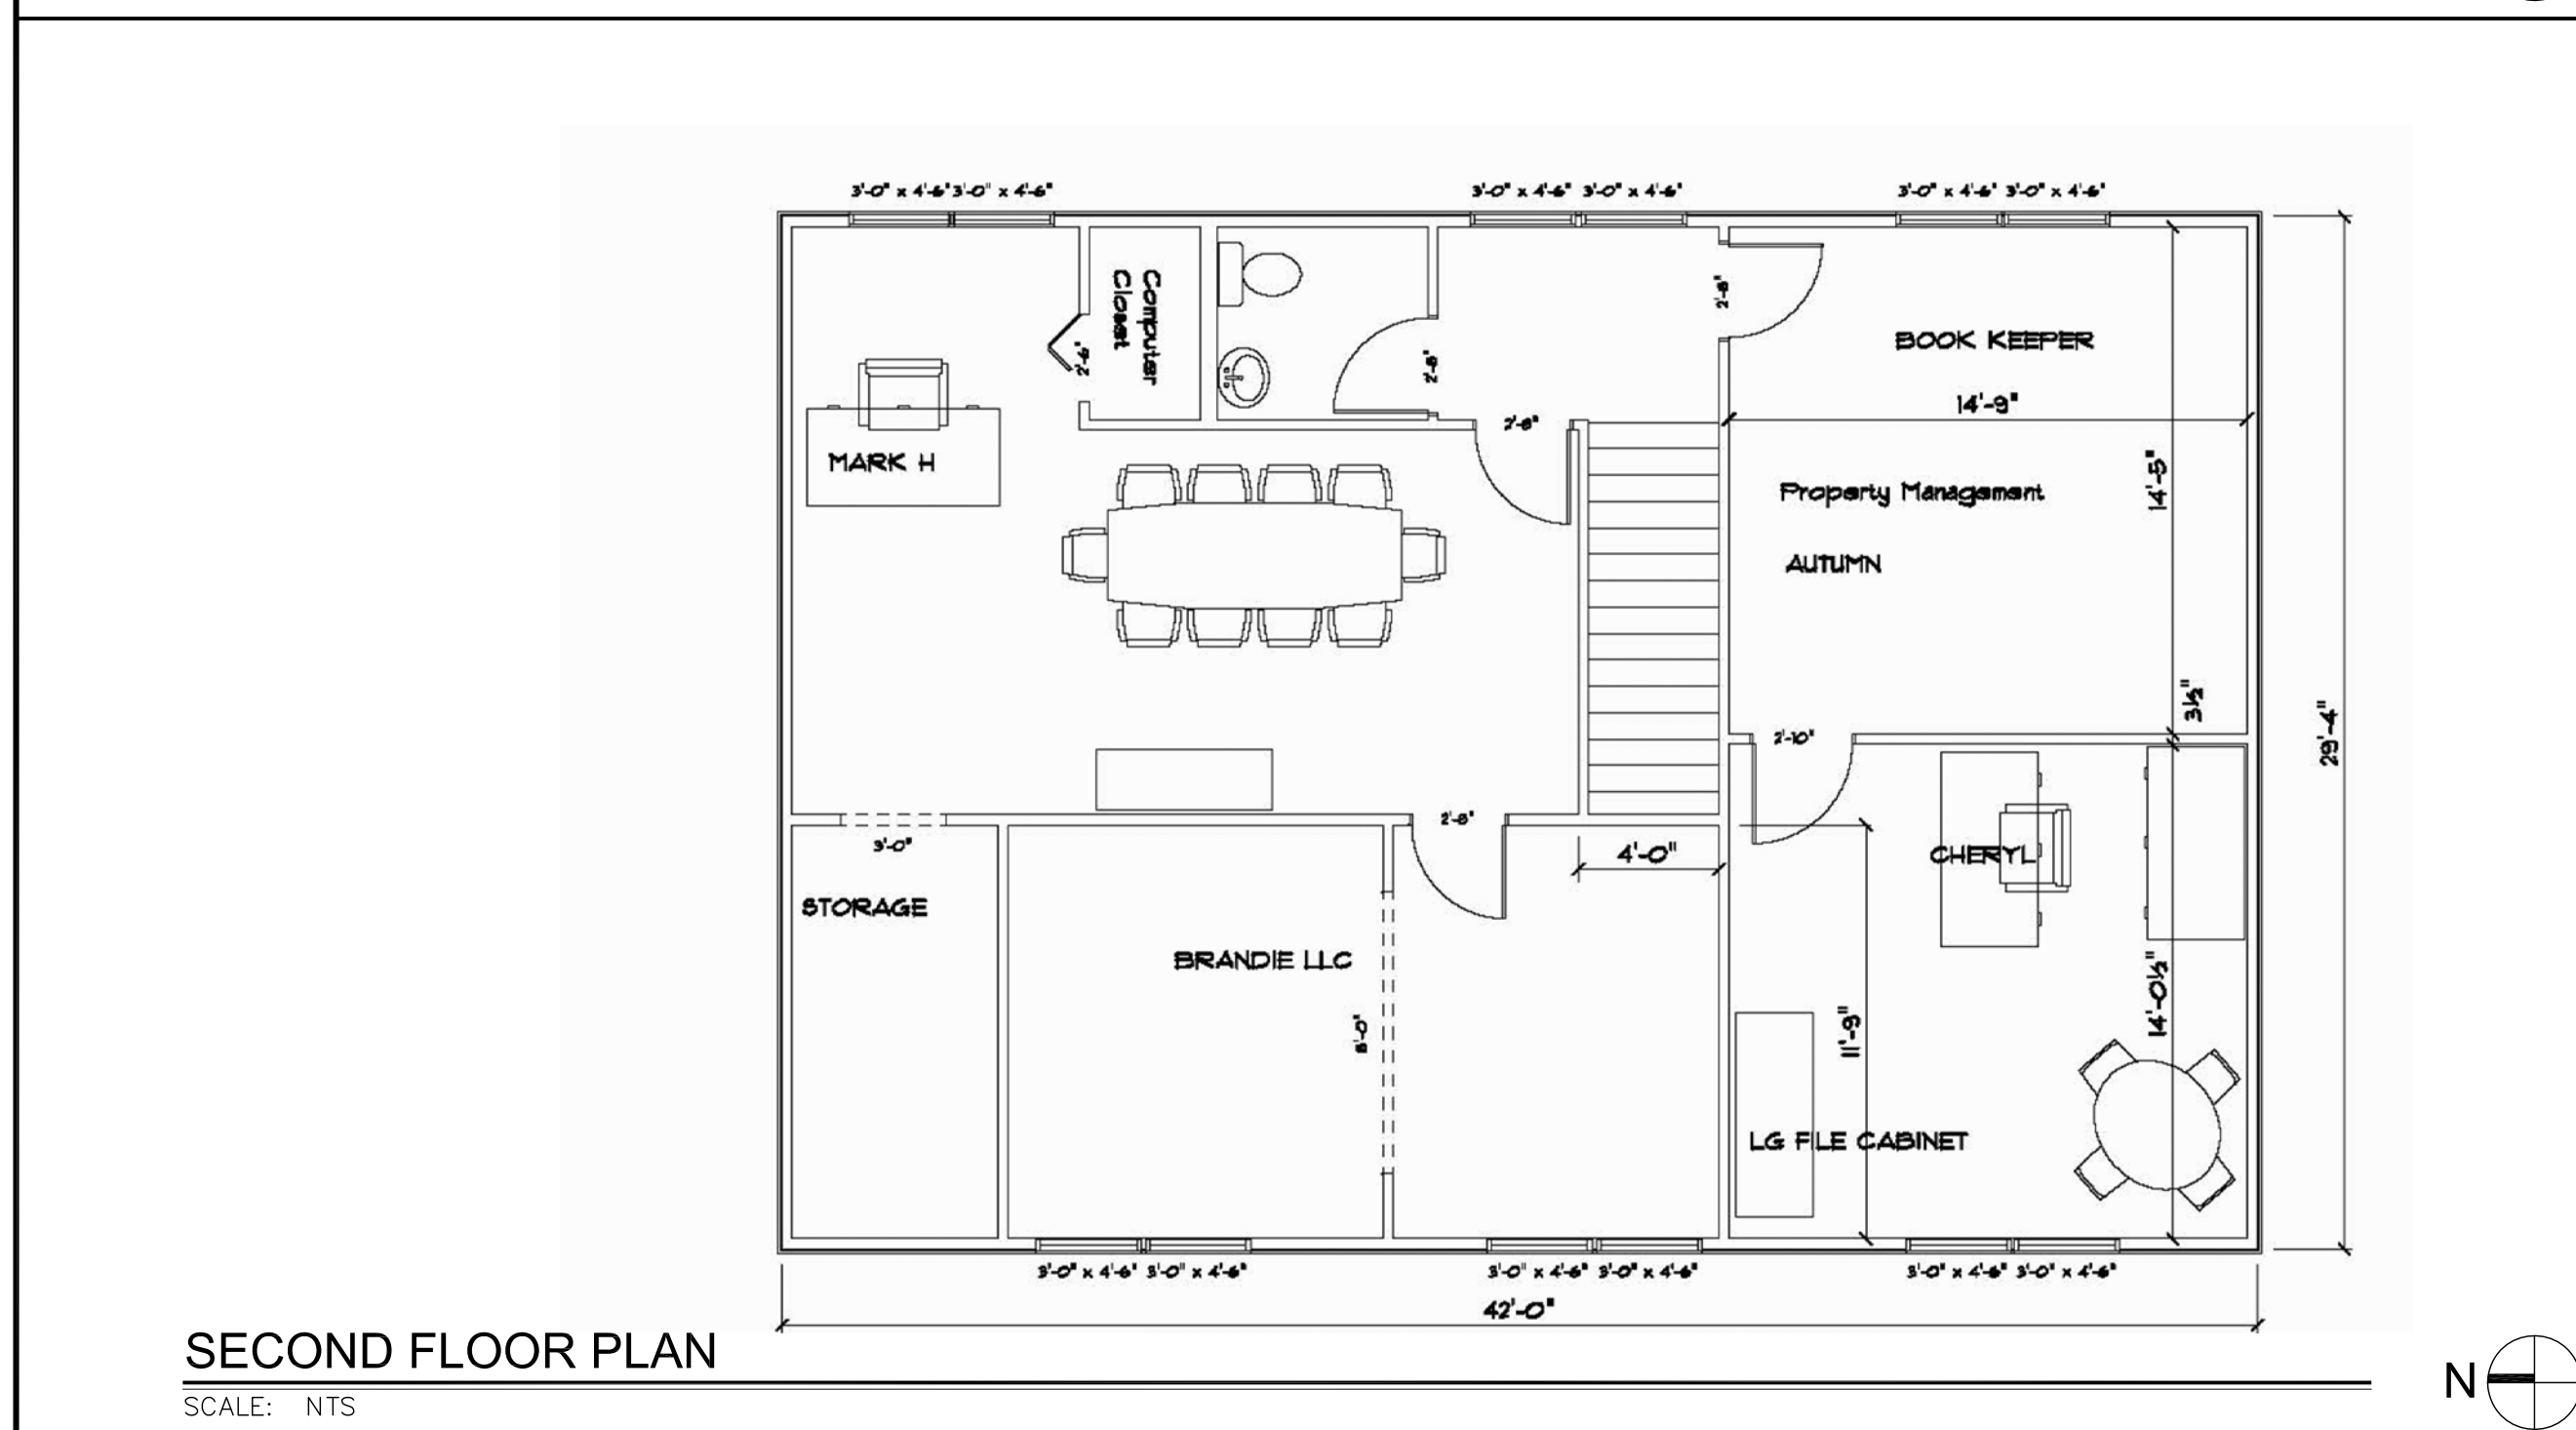 3'-0" x 4'-6" 3'-0" x 4'-6"
3'-0" x 4'-6" 3'-0" x 4'-6"
3'-0" x 4'-6" 3'-0" x 4'-6"
Computer
Closet
2'-6"
2'-8"
2'-8"
2'-8"
BOOK KEEPER
14'-9"
MARK H
Property Management
14'-5"
AUTUMN
3½"
29'-4"
2'-10"
2'-8"
3'-0"
4'-0"
CHERYL
STORAGE
BRANDIE LLC
8'-0"
11'-9"
14'-0½"
LG FILE CABINET
3'-0" x 4'-6" 3'-0" x 4'-6"
3'-0" x 4'-6" 3'-0" x 4'-6"
3'-0" x 4'-6" 3'-0" x 4'-6"
42'-0"
SECOND FLOOR PLAN
SCALE: NTS
N